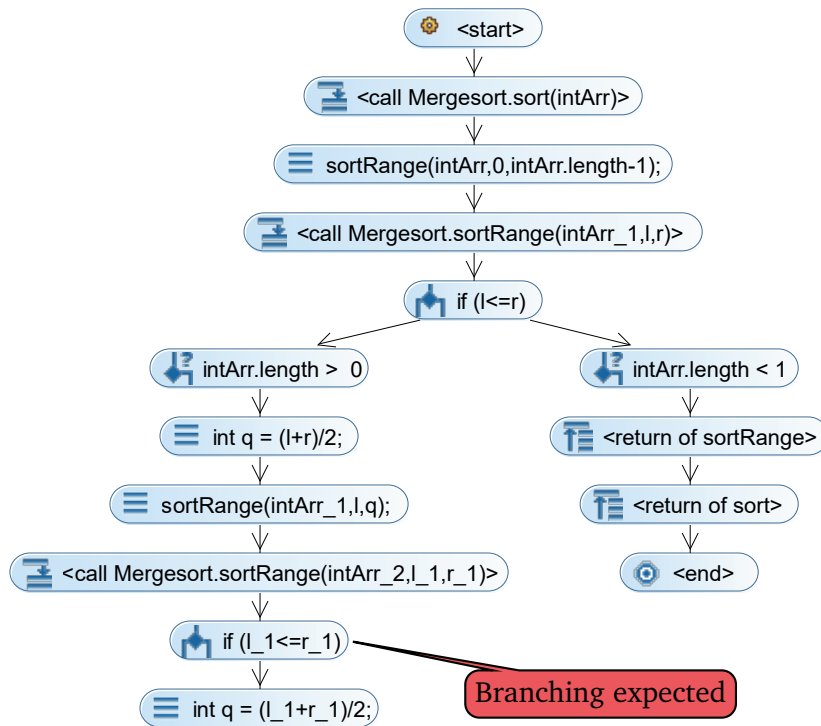 <start>
<call Mergesort.sort(intArr)>
sortRange(intArr,0,intArr.length-1);
<call Mergesort.sortRange(intArr_1,l,r)>
if (l<=r)
intArr.length > 0
intArr.length < 1
int q = (l+r)/2;
<return of sortRange>
sortRange(intArr_1,l,q);
<return of sort>
<call Mergesort.sortRange(intArr_2,l_1,r_1)>
<end>
if (l_1<=r_1)
Branching expected
int q = (l_1+r_1)/2;